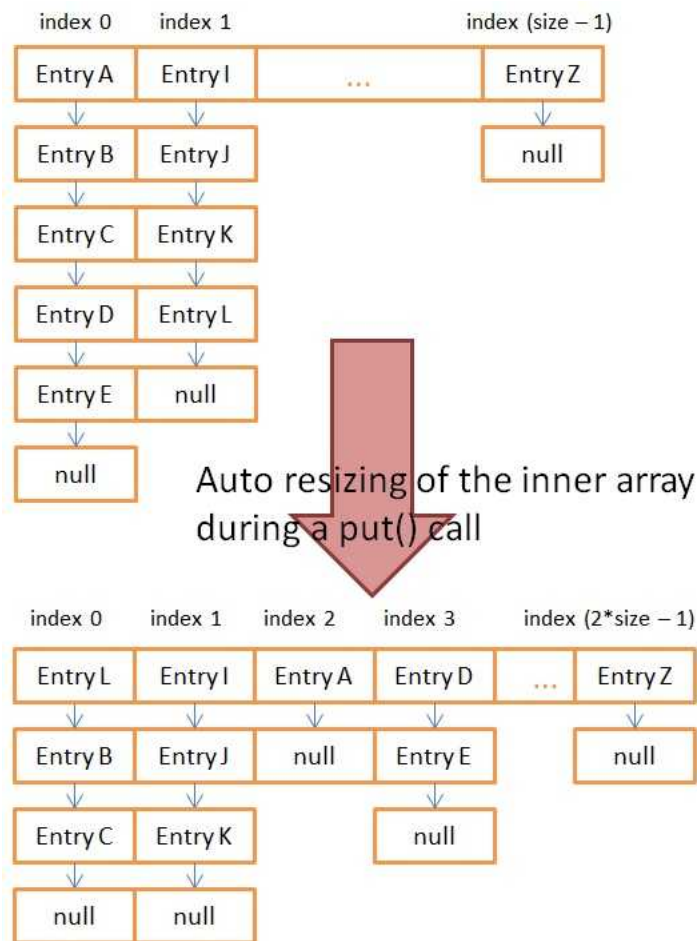 index 0 index 1 index (size – 1)
Entry A Entry I ... Entry Z
Entry B Entry J null
Entry C Entry K
Entry D Entry L
Entry E null
null
Auto resizing of the inner array
during a put() call
index 0 index 1 index 2 index 3 index (2*size – 1)
Entry L Entry I Entry A Entry D ... Entry Z
Entry B Entry J null Entry E null
Entry C Entry K null
null null